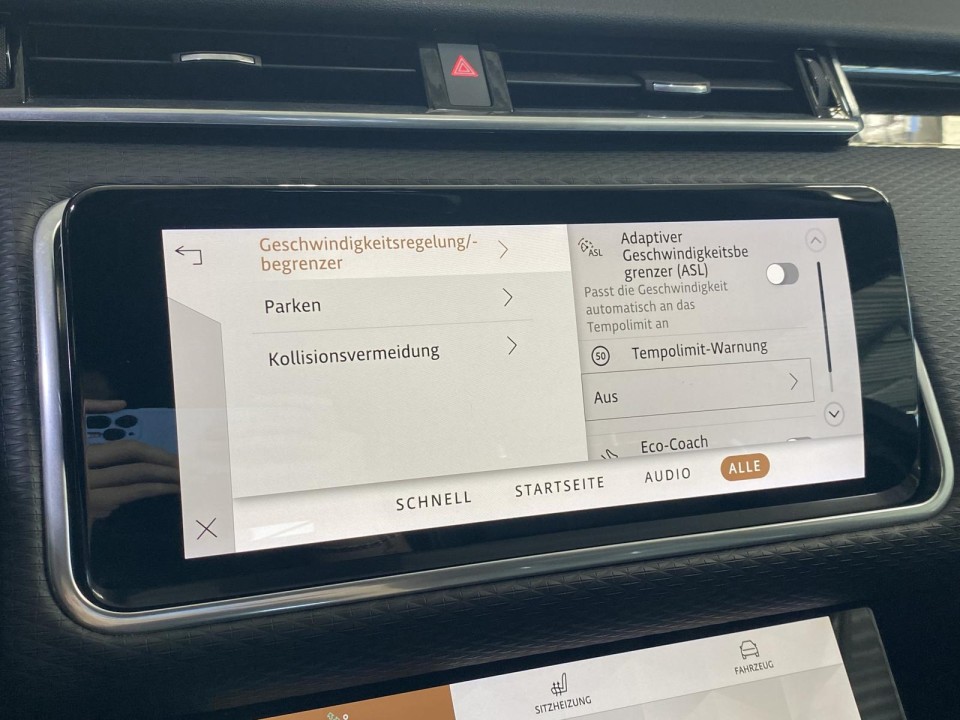 Geschwindigkeitsregelung/-
begrenzer
Parken
Kollisionsvermeidung
ASL
Adaptiver
Geschwindigkeitsbe
grenzer (ASL)
Passt die Geschwindigkeit
automatisch an das
Tempolimit an
50
Tempolimit-Warnung
Aus
Eco-Coach
SCHNELL
STARTSEITE
AUDIO
ALLE
SITZHEIZUNG
FAHRZEUG